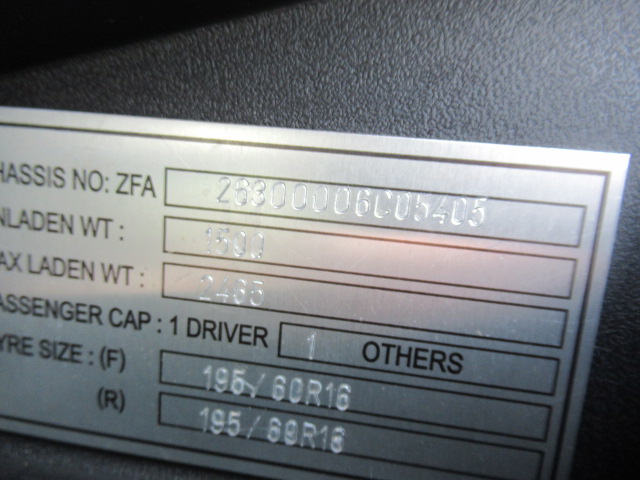 HASSIS NO: ZFA 26300006C05405
NLADEN WT : 1500
AX LADEN WT : 2465
ASSENGER CAP : 1 DRIVER 1 OTHERS
YRE SIZE : (F) 195/60R16
(R) 195/60R16